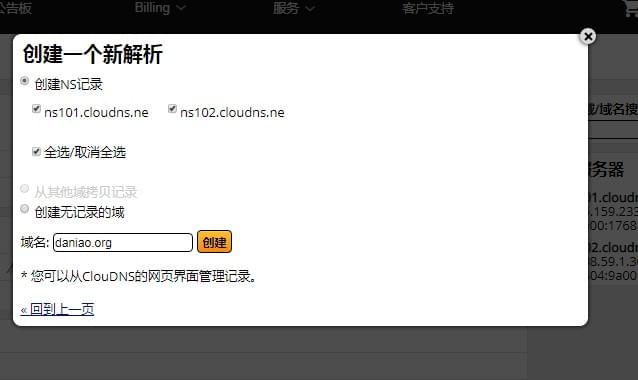 公告板 Billing 服务 客户支持
创建一个新解析
创建NS记录
ns101.cloudns.ne ns102.cloudns.ne
全选/取消全选
从其他域拷贝记录
创建无记录的域
域名: daniao.org 创建
* 您可以从ClouDNS的网页界面管理记录。
« 回到上一页
域/域名搜
服务器
01.cloud
.159.233
00:1768
02.cloud
8.59.1.3
04:9a00